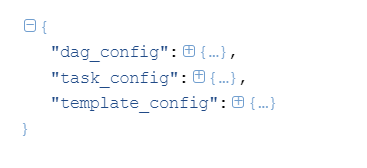 {
"dag_config": {...},
"task_config": {...},
"template_config": {...}
}